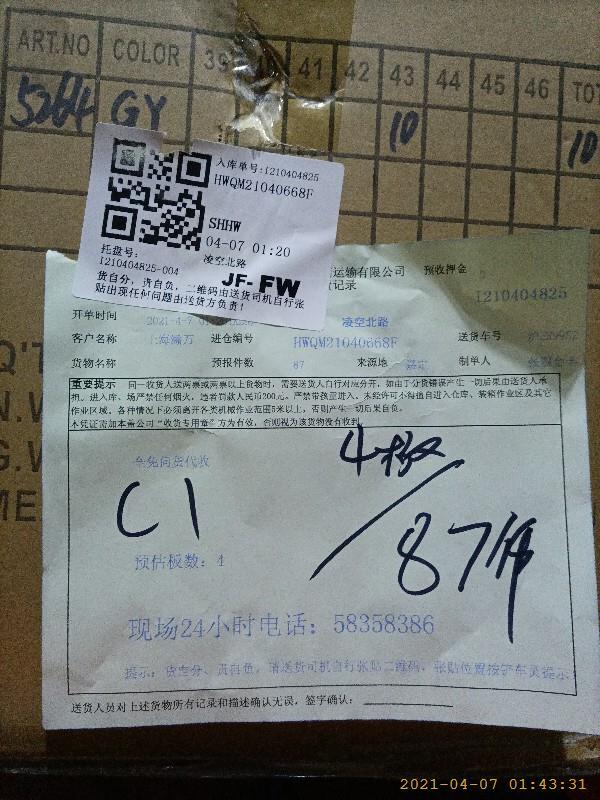 ART.NO COLOR 39 41 42 43 44 45 46 TOT
5264 GY 10 10
入库单号:1210404825
HWQM21040668F
SHHW
04-07 01:20
托盘号:
凌空北路
1210404825-004
JF-FW
货自分，责自负，二维码由送货司机自行张
贴出现任何问题由送货方负责！
运输有限公司 预收押金
记录
1210404825
开单时间 2021-4-7 凌空北路
客户名称 上海瀚万 进仓编号 HWQM21040668F 送货车号
货物名称 预报件数 87 来源地 嘉定 制单人
重要提示 同一收货人送两票或两票以上货物时，需要送货人自行对应分开，如由于分货错误产生一切后果由送货人承
担。进入库、场严禁任何烟火，违者罚款人民币200元。严禁带孩童进入。未经许可不得擅自进入仓库、装箱作业区及其它
作业区域。各种情况下必须离开各类机械作业范围5米以上，否则产生一切后果自负。
本凭证需加本盖公司"收货专用章"方为有效，否则视为该货物没有收到。
4板
C1
87件
预估板数：4
现场24小时电话：58358386
提示：货自分、责自负，请送货司机自行张贴二维码，张贴位置按铲车员提示
送货人员对上述货物所有记录和描述确认无误，签字确认：
2021-04-07 01:43:31